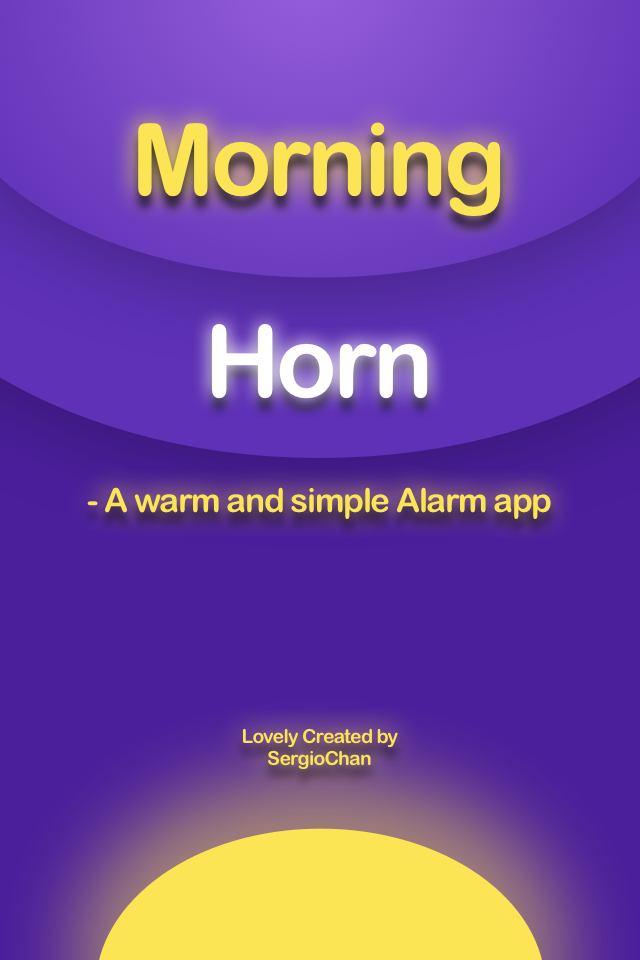 Morning
Horn
- A warm and simple Alarm app
Lovely Created by
SergioChan